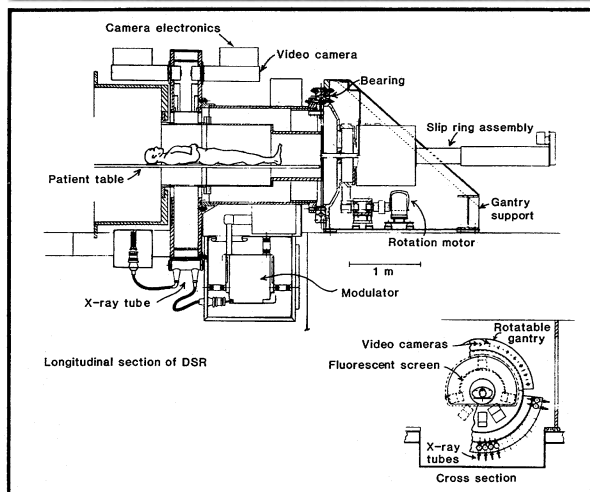 Camera electronics
Video camera
Bearing
Slip ring assembly
Patient table
Gantry
support
Rotation motor
1 m
X-ray tube
Modulator
Longitudinal section of DSR
Rotatable
gantry
Video cameras
Fluorescent screen
X-ray
tubes
Cross section